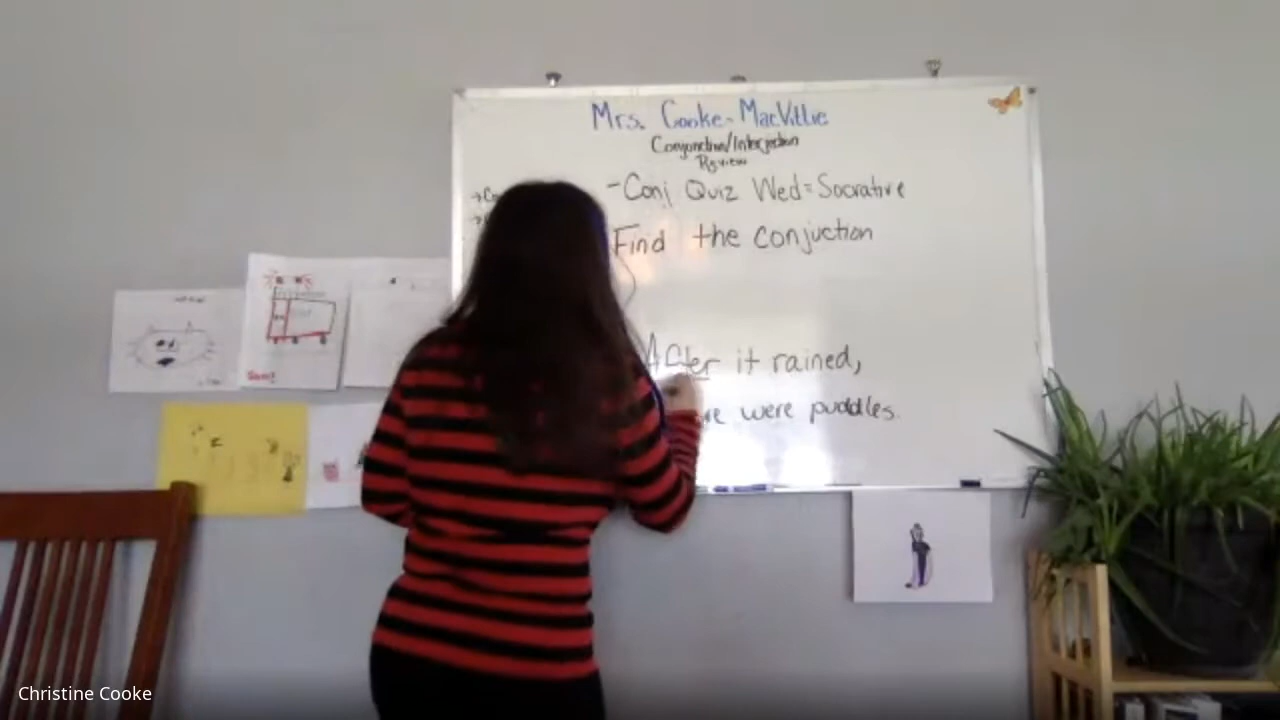 Mrs. Cooke-MacVittie
Conjunction/Interjection
Review
-Conj Quiz Wed=Socrative
Find the conjuction
After it rained,
were puddles.
Christine Cooke